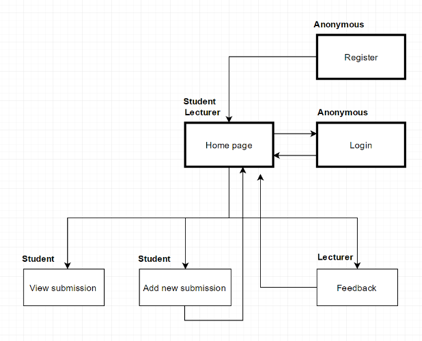 Anonymous
Register
Student
Lecturer
Anonymous
Home page
Login
Student
Student
Lecturer
View submission
Add new submission
Feedback